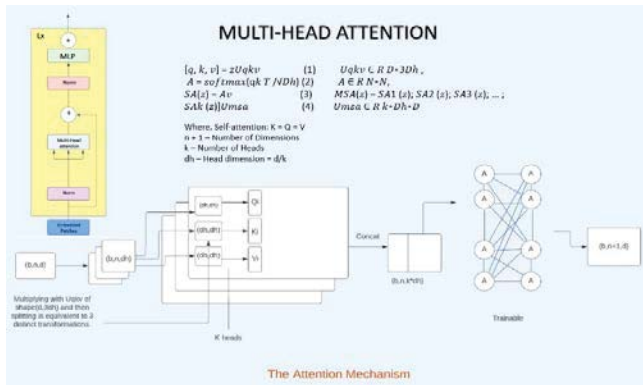 MULTI-HEAD ATTENTION
Lx
+
MLP
Norm
+
Multi-Head
attention
Norm
Embedded
Patches
[q, k, v] = zUqkv (1) Uqkv ∈ R D×3Dh ,
A = softmax(qk T /√Dh) (2) A ∈ R N×N,
SA(z) = Av (3) MSA(z) = SA1 (z); SA2 (z); SA3 (z); … ;
SAk (z)]Umsa (4) Umsa ∈ R k·Dh×D
Where, Self-attention: K = Q = V
n + 1 – Number of Dimensions
k – Number of Heads
dh – Head dimension = d/k
(b,n,d)
(b,n,dh)
(dh,dh)
(dh,dh)
(dh,dh)
Qi
Ki
Vi
Multiplying with Uqkv of
shape(d,3dh) and then
splitting is equivalent to 3
distinct transformations.
K heads
Concat
(b,n,k*dh)
A A
A A
A A
A A
Trainable
(b,n+1,d)
The Attention Mechanism